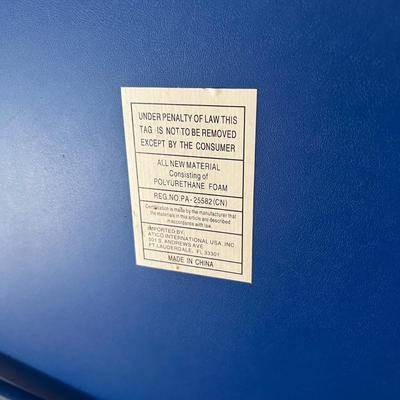 UNDER PENALTY OF LAW THIS
TAG IS NOT TO BE REMOVED
EXCEPT BY THE CONSUMER
ALL NEW MATERIAL
Consisting of
POLYURETHANE FOAM
REG.NO.PA-25582(CN)
Certification is made by the manufacturer that
the materials in this article are described
in accordance with law.
IMPORTED BY:
ATICO INTERNATIONAL USA, INC.
501 S. ANDREWS AVE
FT.LAUDERDALE, FL 33301
MADE IN CHINA